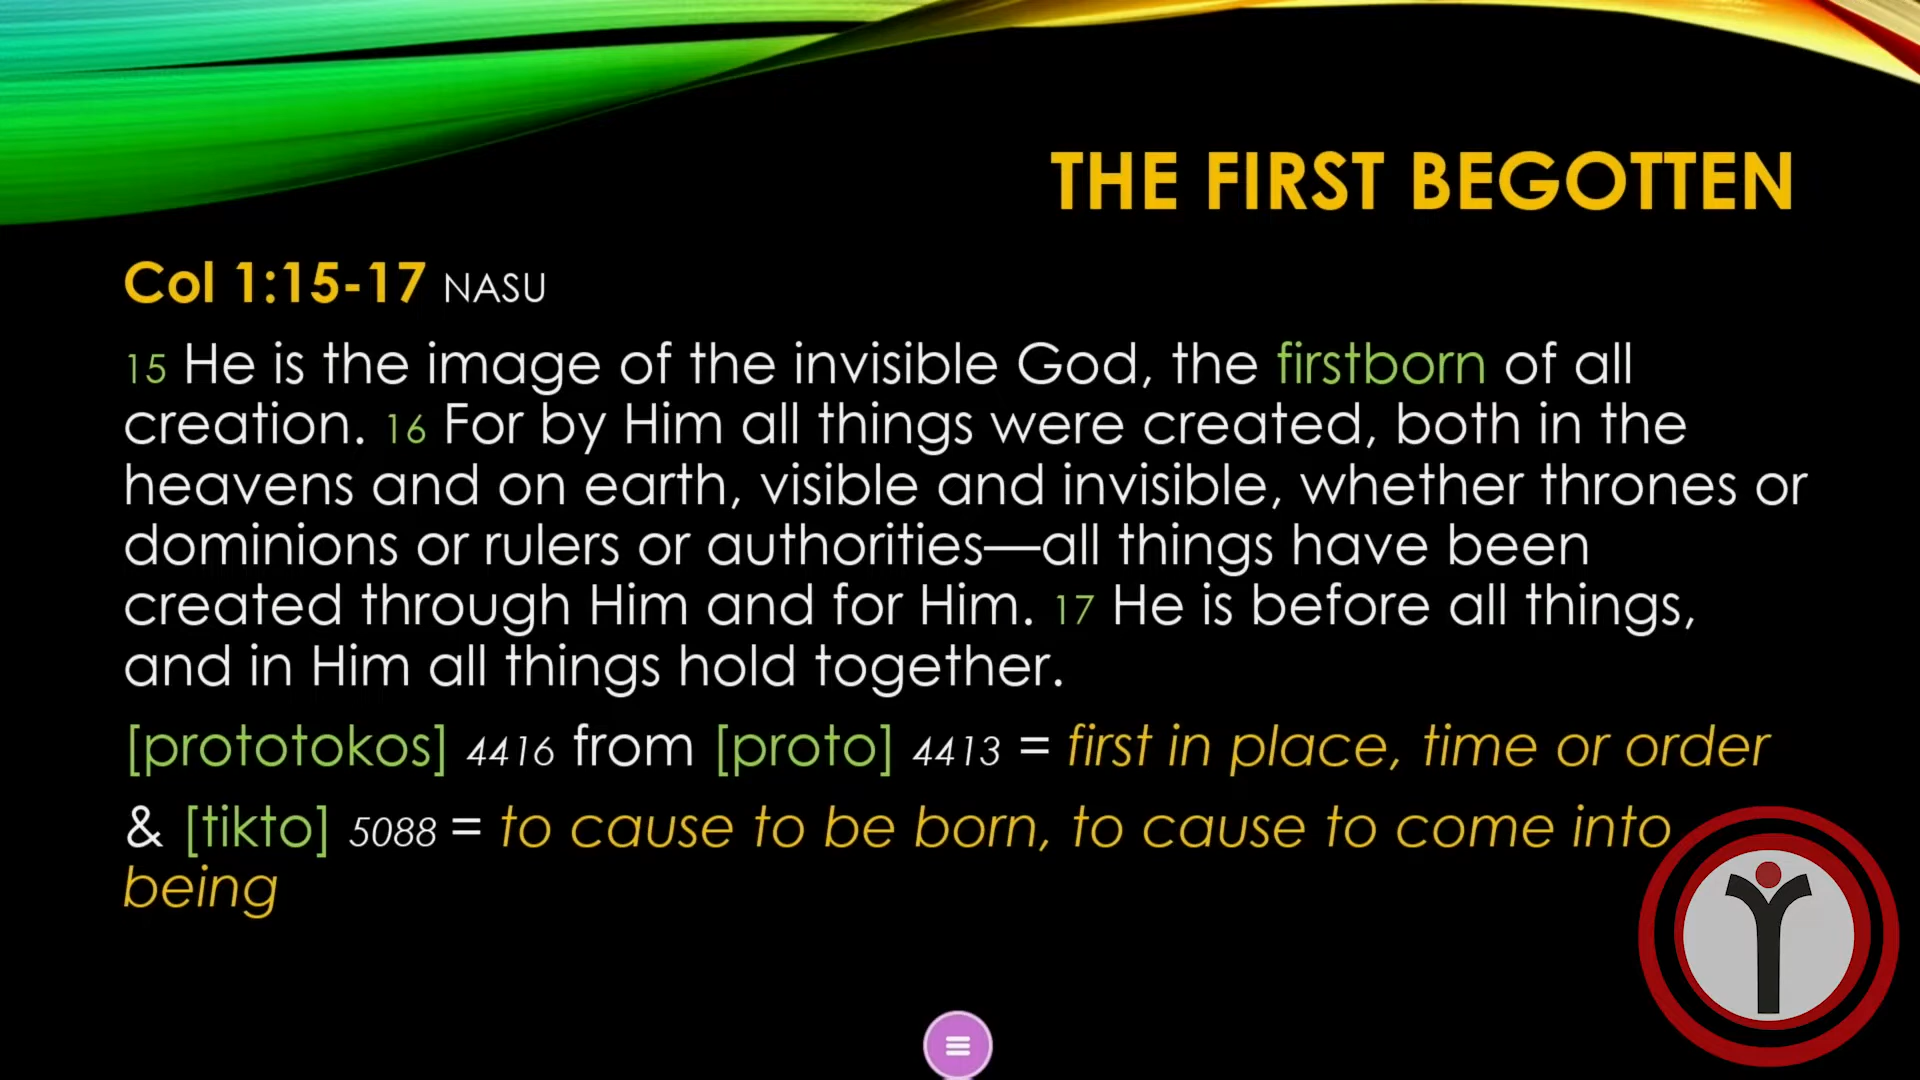 THE FIRST BEGOTTEN
Col 1:15-17 NASU
15 He is the image of the invisible God, the firstborn of all
creation. 16 For by Him all things were created, both in the
heavens and on earth, visible and invisible, whether thrones or
dominions or rulers or authorities—all things have been
created through Him and for Him. 17 He is before all things,
and in Him all things hold together.
[prototokos] 4416 from [proto] 4413 = first in place, time or order
& [tikto] 5088 = to cause to be born, to cause to come into
being